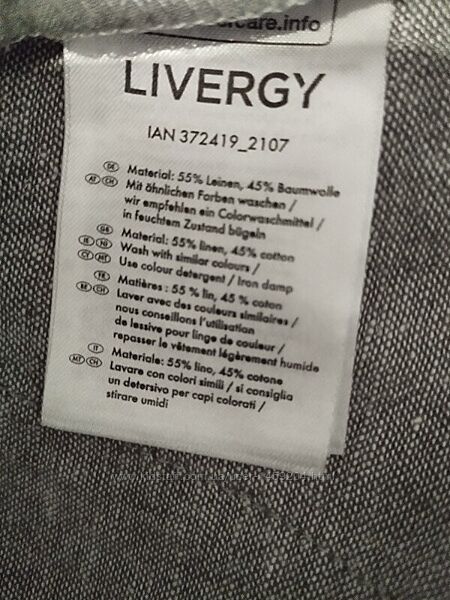 care.info
LIVERGY
IAN 372419_2107
DE Material: 55% Leinen, 45% Baumwolle
AT CH Mit ähnlichen Farben waschen /
wir empfehlen ein Colorwaschmittel /
in feuchtem Zustand bügeln
GB Material: 55% linen, 45% cotton
IE NI Wash with similar colours /
CY MT Use colour detergent / Iron damp
FR Matières : 55 % lin, 45 % coton
BE CH Laver avec des couleurs similaires /
nous conseillons l'utilisation
de lessive pour linge de couleur /
repasser le vêtement légèrement humide
IT Materiale: 55% lino, 45% cotone
MT CH Lavare con colori simili / si consiglia
un detersivo per capi colorati /
stirare umidi